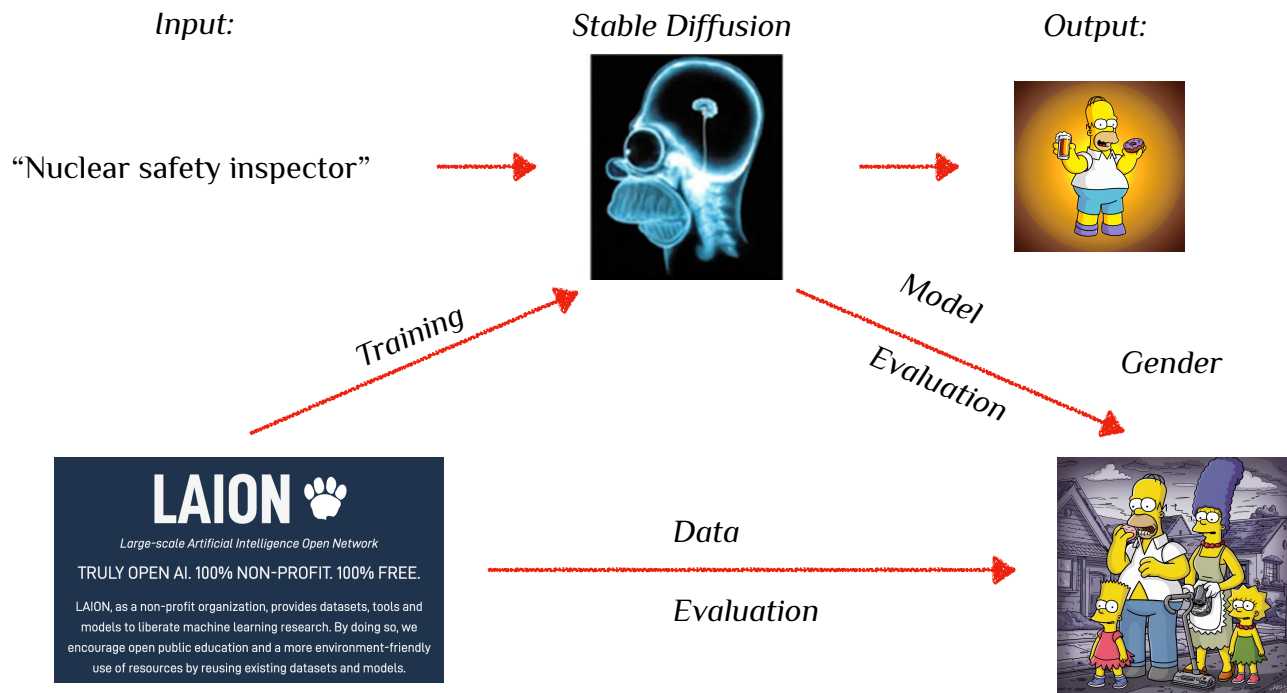 Input:
Stable Diffusion
Output:
“Nuclear safety inspector”
Training
Model
Evaluation
Gender
LAION
Large-scale Artificial Intelligence Open Network
TRULY OPEN AI. 100% NON-PROFIT. 100% FREE.
LAION, as a non-profit organization, provides datasets, tools and
models to liberate machine learning research. By doing so, we
encourage open public education and a more environment-friendly
use of resources by reusing existing datasets and models.
Data
Evaluation